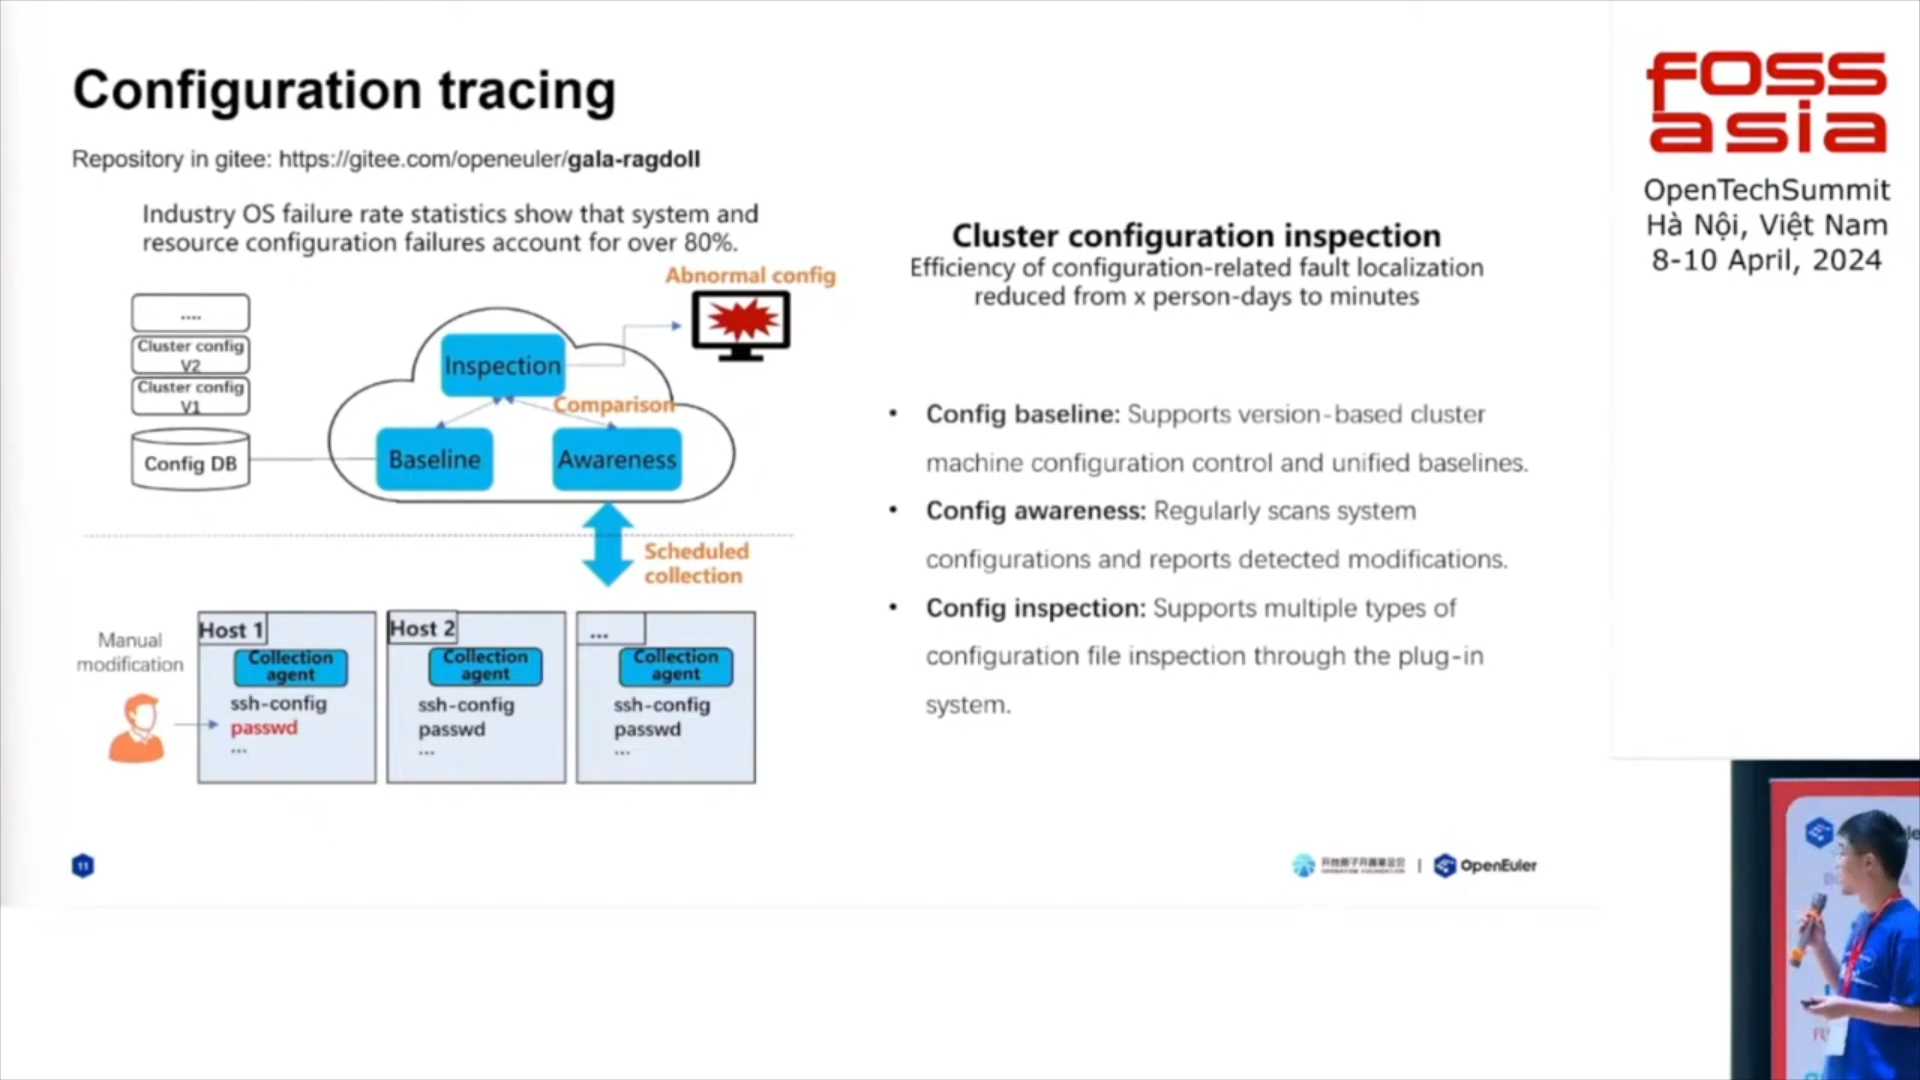 Configuration tracing
Repository in gitee: https://gitee.com/openeuler/gala-ragdoll
Industry OS failure rate statistics show that system and
resource configuration failures account for over 80%.
Abnormal config
....
Cluster config
V2
Cluster config
V1
Config DB
Inspection
Comparison
Baseline
Awareness
Scheduled
collection
Manual
modification
Host 1
Collection
agent
ssh-config
passwd
...
Host 2
Collection
agent
ssh-config
passwd
...
...
Collection
agent
ssh-config
passwd
...
Cluster configuration inspection
Efficiency of configuration-related fault localization
reduced from x person-days to minutes
• Config baseline: Supports version-based cluster
machine configuration control and unified baselines.
• Config awareness: Regularly scans system
configurations and reports detected modifications.
• Config inspection: Supports multiple types of
configuration file inspection through the plug-in
system.
11
| OpenEuler
foss
asia
OpenTechSummit
Hà Nội, Việt Nam
8-10 April, 2024